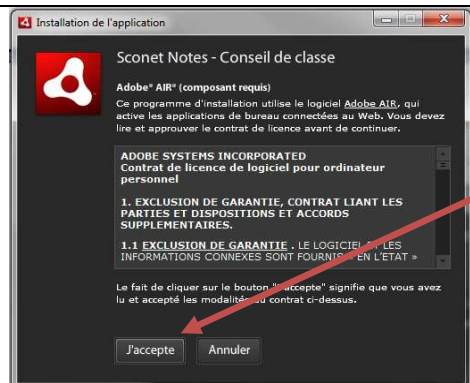 Installation de l'application
Sconet Notes - Conseil de classe
Adobe® AIR® (composant requis)
Ce programme d'installation utilise le logiciel Adobe AIR, qui
active les applications de bureau connectées au Web. Vous devez
lire et approuver le contrat de licence avant de continuer.
ADOBE SYSTEMS INCORPORATED
Contrat de licence de logiciel pour ordinateur
personnel
1. EXCLUSION DE GARANTIE, CONTRAT LIANT LES
PARTIES ET DISPOSITIONS ET ACCORDS
SUPPLEMENTAIRES.
1.1 EXCLUSION DE GARANTIE . LE LOGICIEL ET LES
INFORMATIONS CONNEXES SONT FOURNIS « EN L'ETAT »
Le fait de cliquer sur le bouton "J'accepte" signifie que vous avez
lu et accepté les modalités du contrat ci-dessus.
J'accepte Annuler